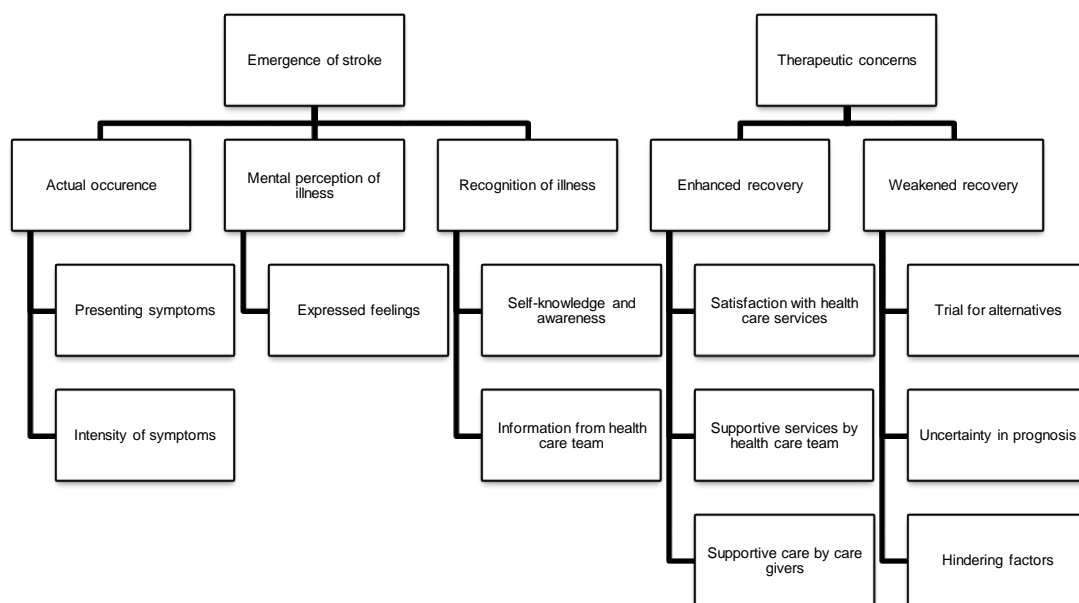 Emergence of stroke
Therapeutic concerns
Actual occurence
Mental perception of
illness
Recognition of illness
Enhanced recovery
Weakened recovery
Presenting symptoms
Expressed feelings
Self-knowledge and
awareness
Satisfaction with health
care services
Trial for alternatives
Intensity of symptoms
Information from health
care team
Supportive services by
health care team
Uncertainty in prognosis
Supportive care by care
givers
Hindering factors